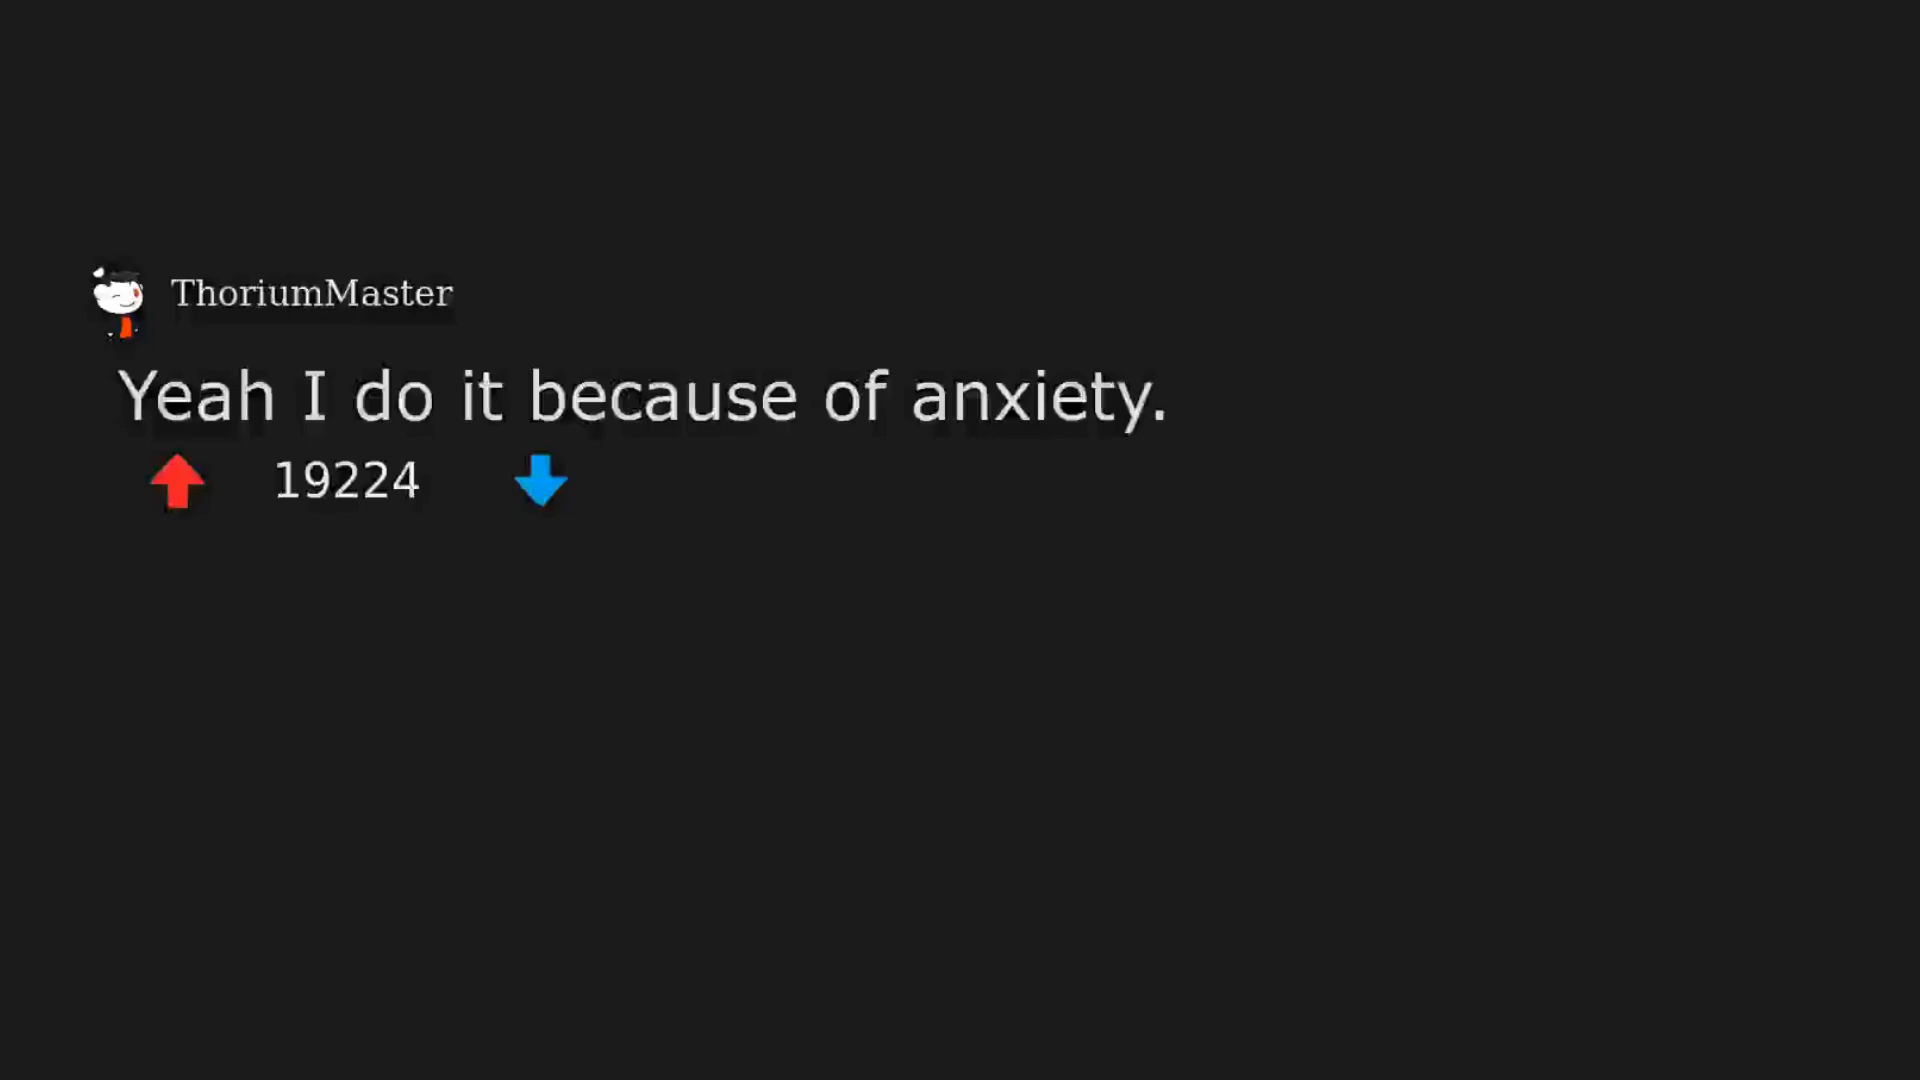 ThoriumMaster
Yeah I do it because of anxiety.
19224